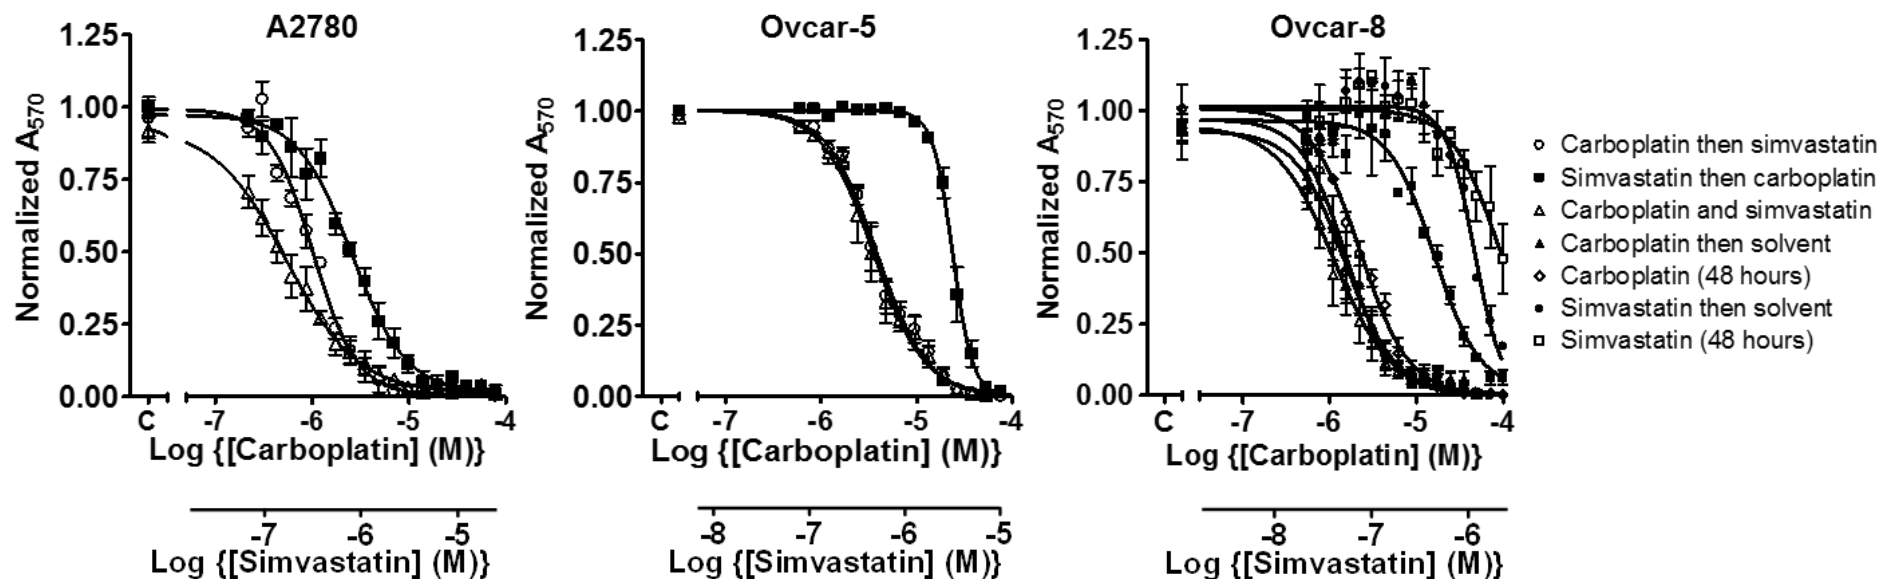 A2780
Normalized A570
1.25
1.00
0.75
0.50
0.25
0.00
C -7 -6 -5 -4
Log {[Carboplatin] (M)}
-7 -6 -5
Log {[Simvastatin] (M)}
Ovcar-5
Normalized A570
1.25
1.00
0.75
0.50
0.25
0.00
C -7 -6 -5 -4
Log {[Carboplatin] (M)}
-8 -7 -6 -5
Log {[Simvastatin] (M)}
Ovcar-8
Normalized A570
1.25
1.00
0.75
0.50
0.25
0.00
C -7 -6 -5 -4
Log {[Carboplatin] (M)}
-8 -7 -6
Log {[Simvastatin] (M)}
Carboplatin then simvastatin
Simvastatin then carboplatin
Carboplatin and simvastatin
Carboplatin then solvent
Carboplatin (48 hours)
Simvastatin then solvent
Simvastatin (48 hours)